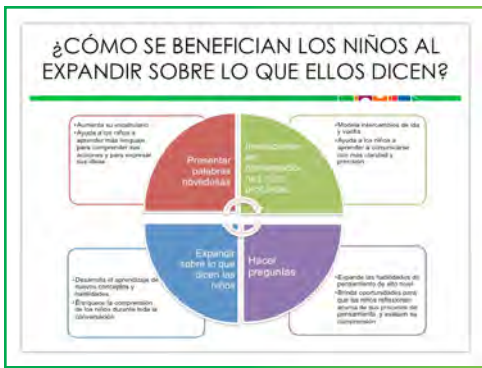 ¿CÓMO SE BENEFICIAN LOS NIÑOS AL
EXPANDIR SOBRE LO QUE ELLOS DICEN?
•Aumenta su vocabulario
•Ayuda a los niños a
aprender más lenguaje
para comprender sus
acciones y para expresar
sus ideas
Presentar
palabras
novedosas
•Modela intercambios de ida
y vuelta
•Ayuda a los niños a
aprender a comunicarse
con más claridad y
precisión
Expandir
sobre lo que
dicen los
niños
Hacer
preguntas
•Desarrolla el aprendizaje de
nuevos conceptos y
habilidades
•Enriquece la comprensión
de los niños durante toda la
conversación
•Expande las habilidades de
pensamiento de alto nivel
•Brinda oportunidades para
que los niños reflexionen
acerca de sus procesos de
pensamiento y evalúen su
comprensión